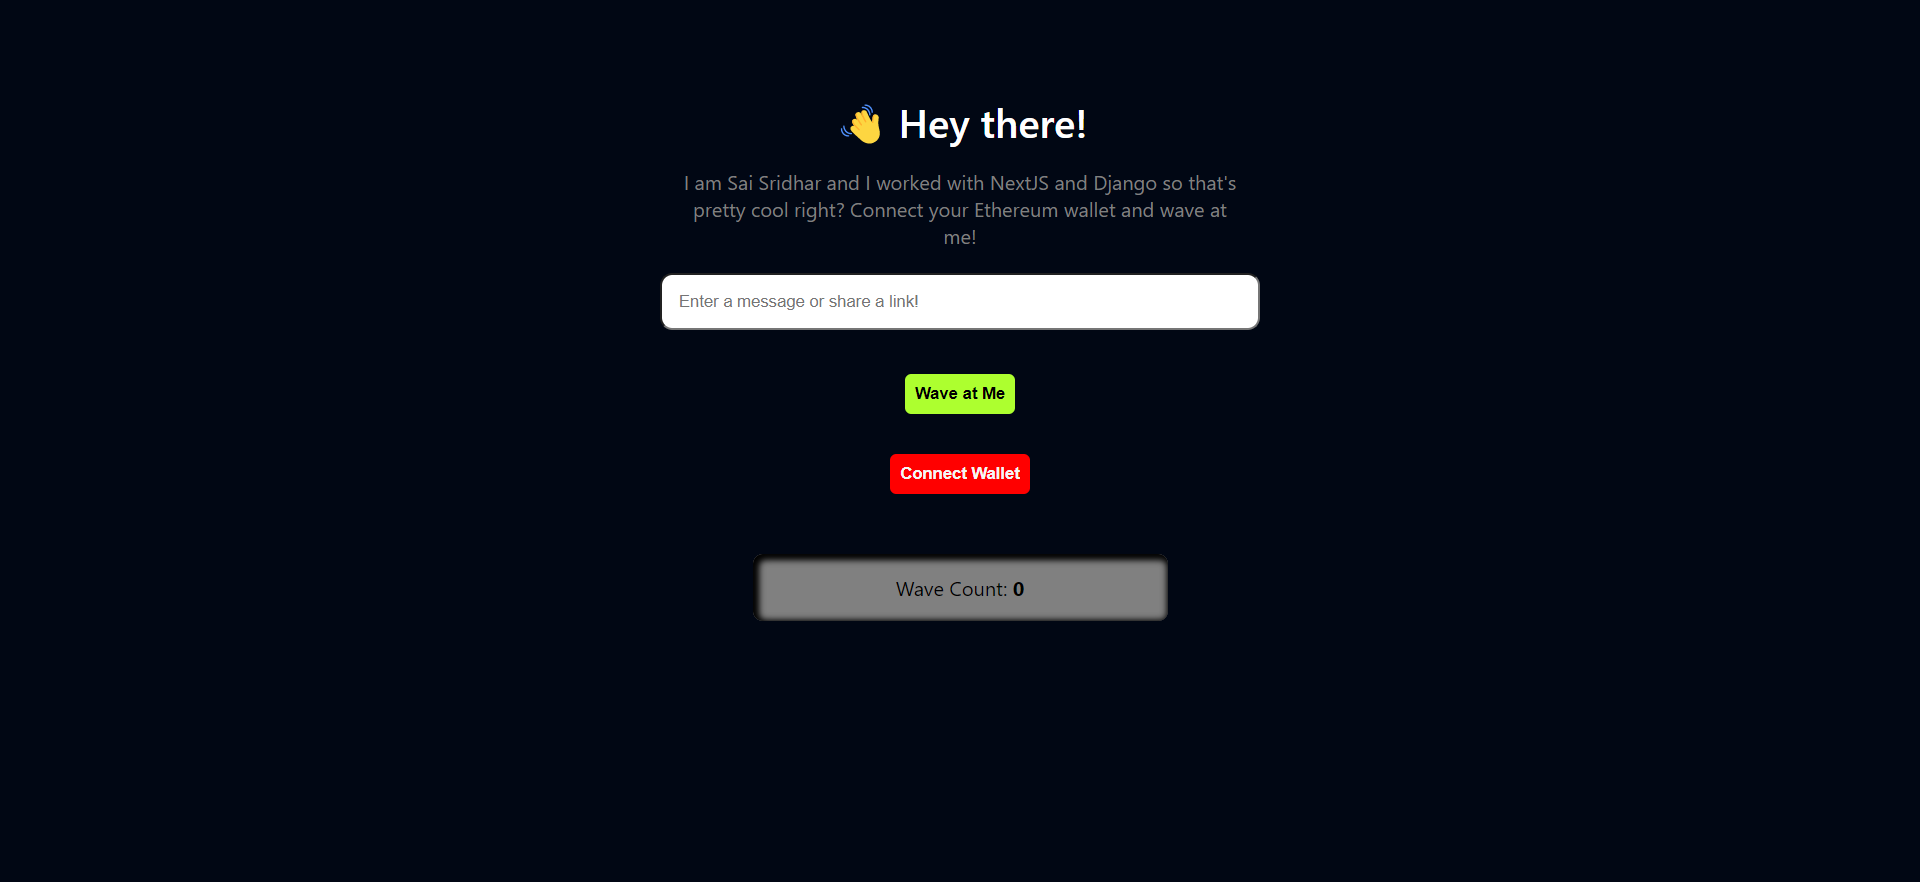 👋 Hey there!
I am Sai Sridhar and I worked with NextJS and Django so that's
pretty cool right? Connect your Ethereum wallet and wave at
me!
Enter a message or share a link!
Wave at Me
Connect Wallet
Wave Count: 0